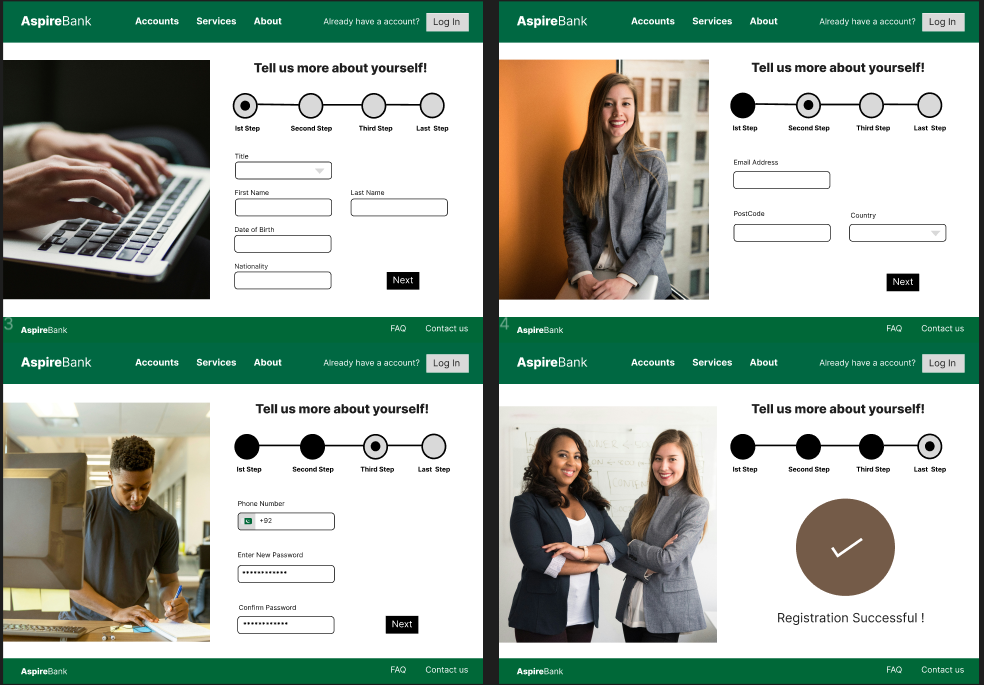 AspireBank Accounts Services About Already have a account? Log In
Tell us more about yourself!
Ist Step Second Step Third Step Last Step
Title
First Name Last Name
Date of Birth
Nationality
Next
AspireBank FAQ Contact us
AspireBank Accounts Services About Already have a account? Log In
Tell us more about yourself!
Ist Step Second Step Third Step Last Step
Email Address
PostCode Country
Next
AspireBank FAQ Contact us
3
AspireBank Accounts Services About Already have a account? Log In
Tell us more about yourself!
Ist Step Second Step Third Step Last Step
Phone Number
+92
Enter New Password
************
Confirm Password
************
Next
AspireBank FAQ Contact us
4
AspireBank Accounts Services About Already have a account? Log In
Tell us more about yourself!
Ist Step Second Step Third Step Last Step
Registration Successful !
AspireBank FAQ Contact us